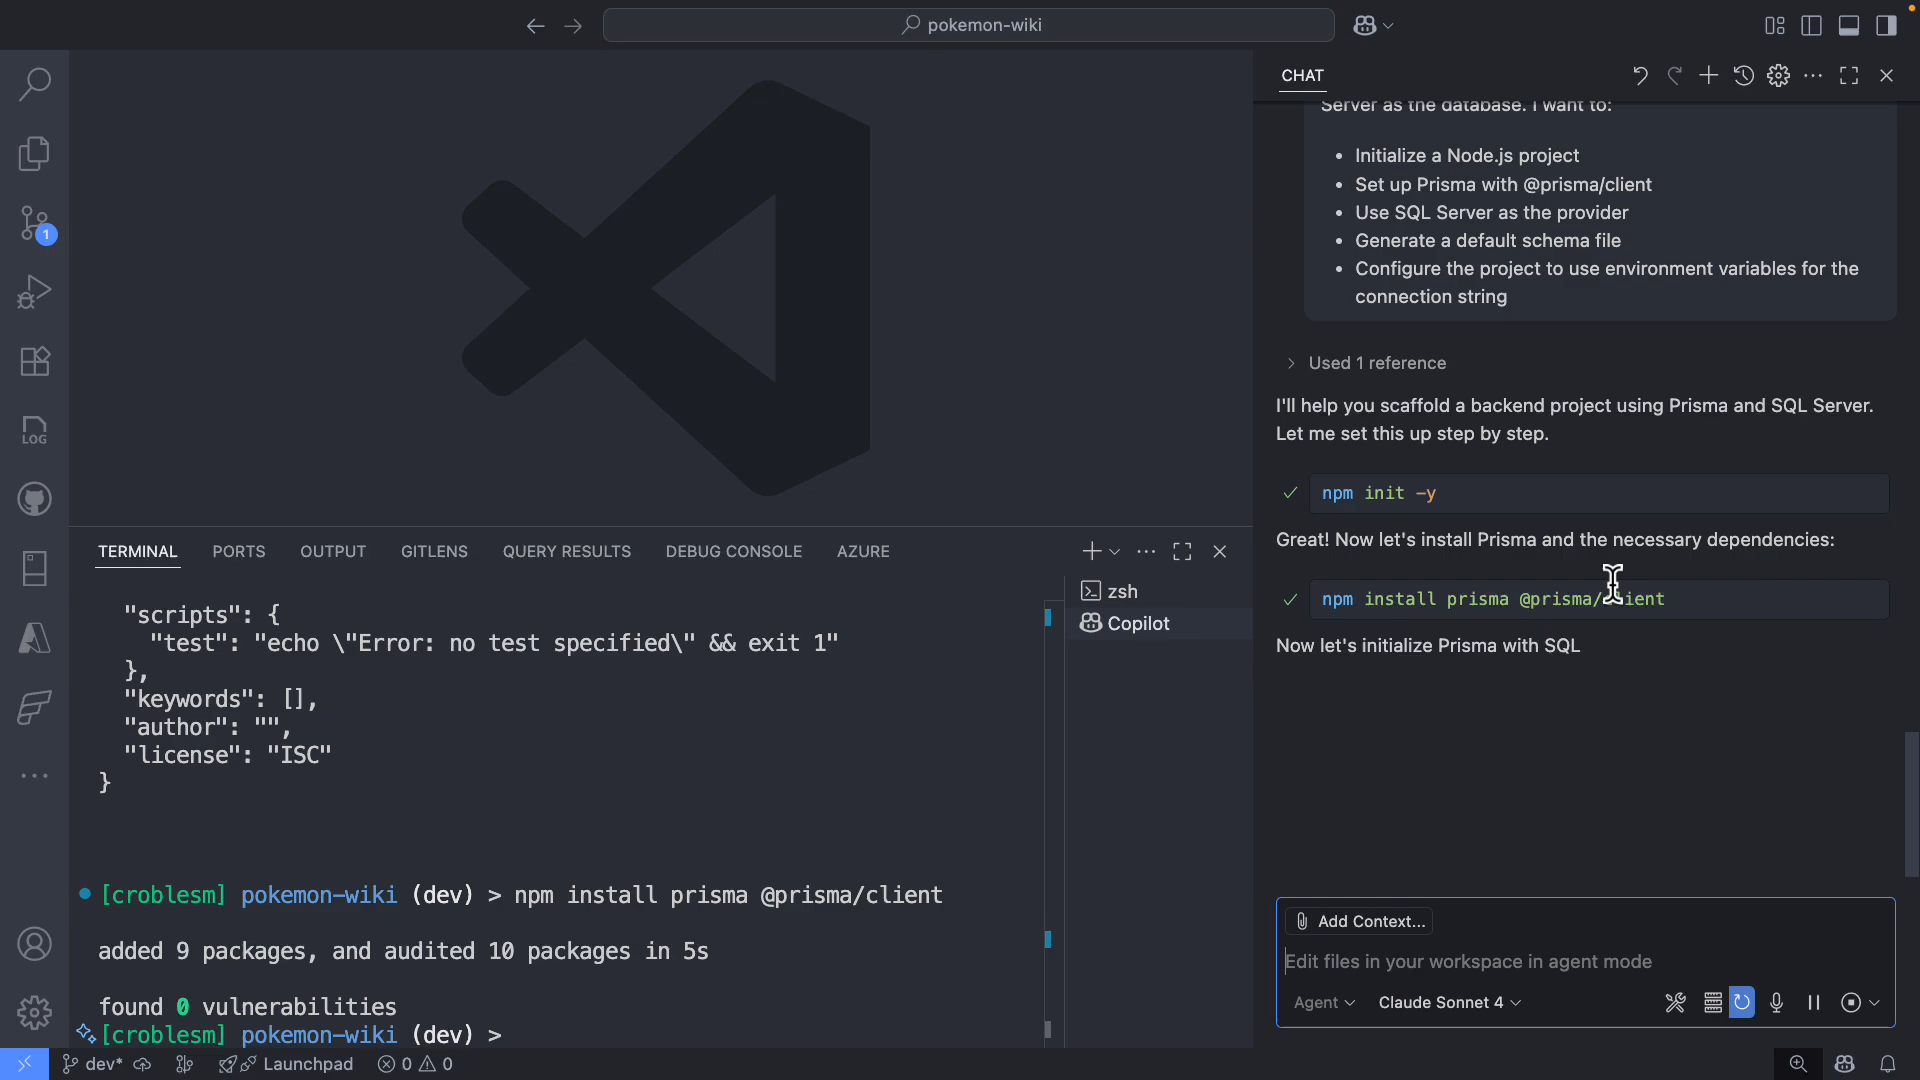 pokemon-wiki
CHAT
Server as the database. I want to:
• Initialize a Node.js project
• Set up Prisma with @prisma/client
• Use SQL Server as the provider
• Generate a default schema file
• Configure the project to use environment variables for the
connection string
Used 1 reference
I'll help you scaffold a backend project using Prisma and SQL Server.
Let me set this up step by step.
npm init -y
Great! Now let's install Prisma and the necessary dependencies:
npm install prisma @prisma/client
Now let's initialize Prisma with SQL
Add Context...
Edit files in your workspace in agent mode
Agent
Claude Sonnet 4
1
LOG
TERMINAL
PORTS
OUTPUT
GITLENS
QUERY RESULTS
DEBUG CONSOLE
AZURE
zsh
Copilot
"scripts": {
"test": "echo \"Error: no test specified\" && exit 1"
},
"keywords": [],
"author": "",
"license": "ISC"
}
[croblesm] pokemon-wiki (dev) > npm install prisma @prisma/client
added 9 packages, and audited 10 packages in 5s
found 0 vulnerabilities
[croblesm] pokemon-wiki (dev) >
dev*
Launchpad
0
0